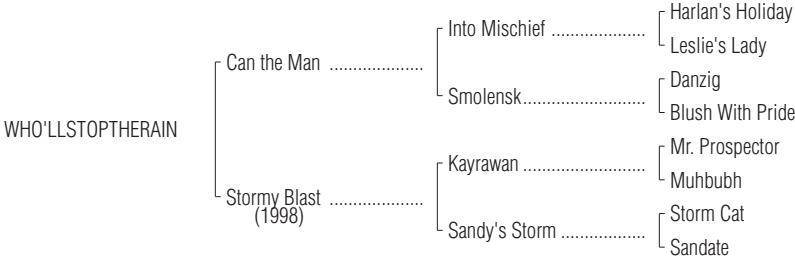 Harlan's Holiday
Into Mischief ....................
Leslie's Lady
Can the Man ....................
Danzig
Smolensk..........................
Blush With Pride
WHO'LLSTOPTHERAIN
Mr. Prospector
Kayrawan ..........................
Muhbubh
Stormy Blast ....................
(1998)
Storm Cat
Sandy's Storm ..................
Sandate